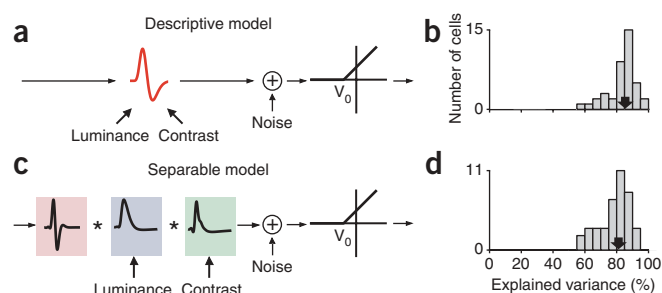 a
Descriptive model
Luminance Contrast
Noise
V0
b
Number of cells
15
0
c
Separable model
* *
Luminance Contrast
Noise
V0
d
11
0
0 20 40 60 80 100
Explained variance (%)